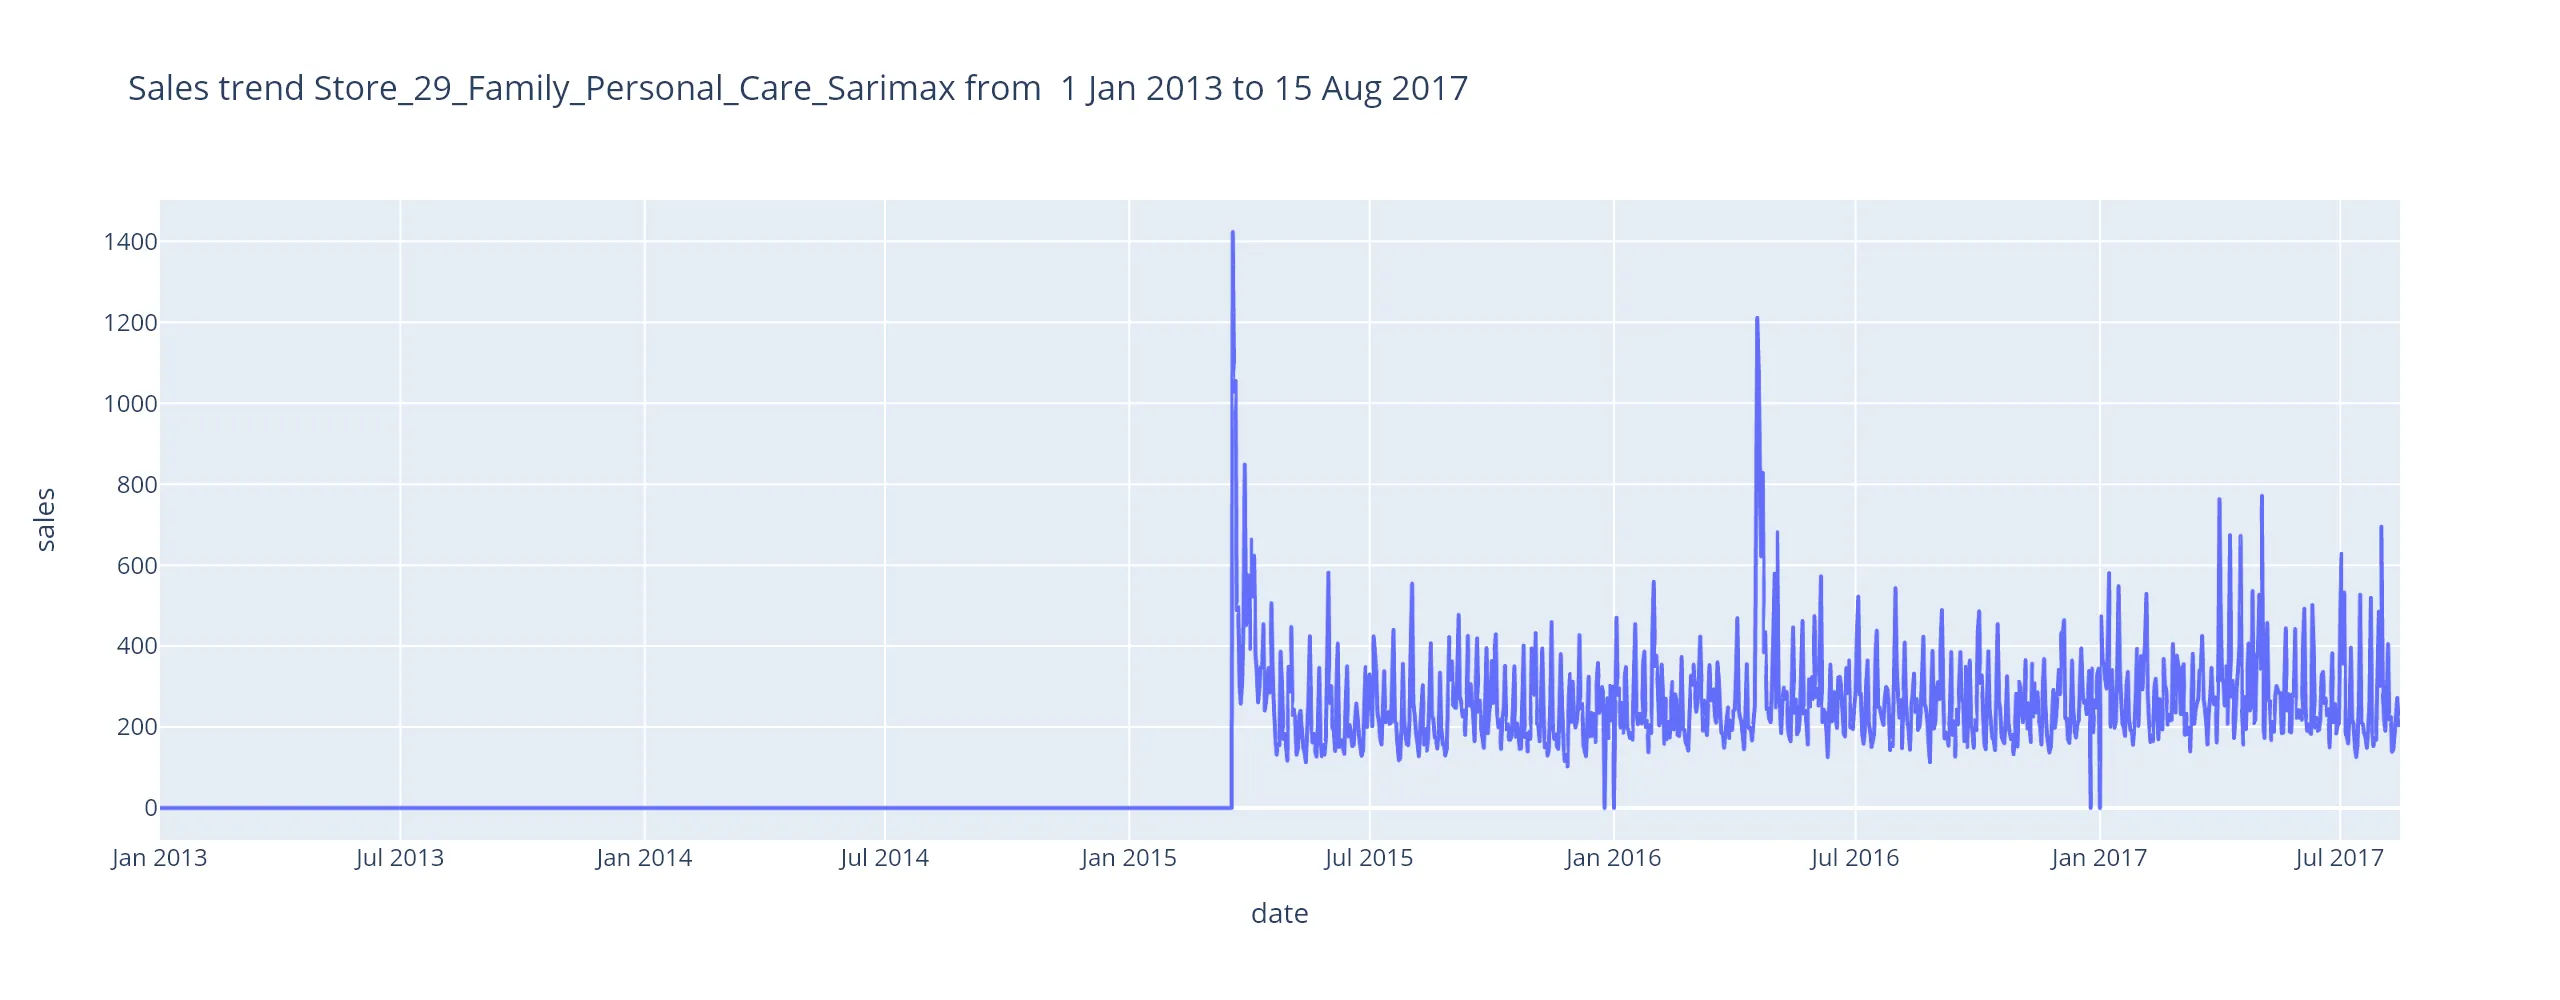 Sales trend Store_29_Family_Personal_Care_Sarimax from  1 Jan 2013 to 15 Aug 2017
1400
1200
1000
800
600
400
200
0
sales
Jan 2013 Jul 2013 Jan 2014 Jul 2014 Jan 2015 Jul 2015 Jan 2016 Jul 2016 Jan 2017 Jul 2017
date